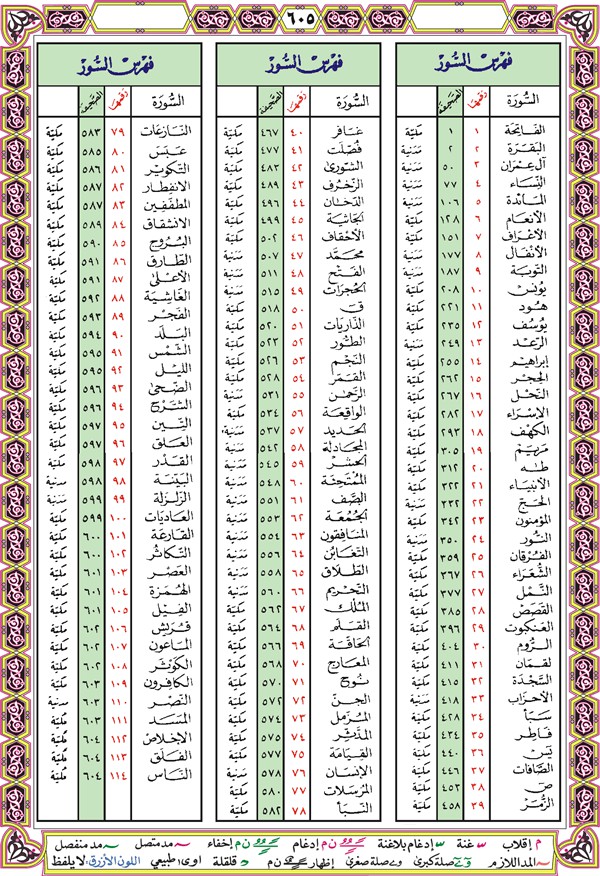 ٦٠٥
فهرس السور
السورة رقمها الصفحة
الفاتحة ١ ١ مكية
البقرة ٢ ٢ مدنية
آل عمران ٣ ٥٠ مدنية
النساء ٤ ٧٧ مدنية
المائدة ٥ ١٠٦ مدنية
الأنعام ٦ ١٢٨ مكية
الأعراف ٧ ١٥١ مكية
الأنفال ٨ ١٧٧ مدنية
التوبة ٩ ١٨٧ مدنية
يونس ١٠ ٢٠٨ مكية
هود ١١ ٢٢١ مكية
يوسف ١٢ ٢٣٥ مكية
الرعد ١٣ ٢٤٩ مدنية
إبراهيم ١٤ ٢٥٥ مكية
الحجر ١٥ ٢٦٢ مكية
النحل ١٦ ٢٦٧ مكية
الإسراء ١٧ ٢٨٢ مكية
الكهف ١٨ ٢٩٣ مكية
مريم ١٩ ٣٠٥ مكية
طه ٢٠ ٣١٢ مكية
الأنبياء ٢١ ٣٢٢ مكية
الحج ٢٢ ٣٣٢ مدنية
المؤمنون ٢٣ ٣٤٢ مكية
النور ٢٤ ٣٥٠ مدنية
الفرقان ٢٥ ٣٥٩ مكية
الشعراء ٢٦ ٣٦٧ مكية
النمل ٢٧ ٣٧٧ مكية
القصص ٢٨ ٣٨٥ مكية
العنكبوت ٢٩ ٣٩٦ مكية
الروم ٣٠ ٤٠٤ مكية
لقمان ٣١ ٤١١ مكية
السجدة ٣٢ ٤١٥ مكية
الأحزاب ٣٣ ٤١٨ مدنية
سبأ ٣٤ ٤٢٨ مكية
فاطر ٣٥ ٤٣٤ مكية
يس ٣٦ ٤٤٠ مكية
الصافات ٣٧ ٤٤٦ مكية
ص ٣٨ ٤٥٣ مكية
الزمر ٣٩ ٤٥٨ مكية
فهرس السور
السورة رقمها الصفحة
غافر ٤٠ ٤٦٧ مكية
فصلت ٤١ ٤٧٧ مكية
الشورى ٤٢ ٤٨٣ مكية
الزخرف ٤٣ ٤٨٩ مكية
الدخان ٤٤ ٤٩٦ مكية
الجاثية ٤٥ ٤٩٩ مكية
الأحقاف ٤٦ ٥٠٢ مكية
محمد ٤٧ ٥٠٧ مدنية
الفتح ٤٨ ٥١١ مدنية
الحجرات ٤٩ ٥١٥ مدنية
ق ٥٠ ٥١٨ مكية
الذاريات ٥١ ٥٢٠ مكية
الطور ٥٢ ٥٢٣ مكية
النجم ٥٣ ٥٢٦ مكية
القمر ٥٤ ٥٢٨ مكية
الرحمن ٥٥ ٥٣١ مدنية
الواقعة ٥٦ ٥٣٤ مكية
الحديد ٥٧ ٥٣٧ مدنية
المجادلة ٥٨ ٥٤٢ مدنية
الحشر ٥٩ ٥٤٥ مدنية
الممتحنة ٦٠ ٥٤٨ مدنية
الصف ٦١ ٥٥١ مدنية
الجمعة ٦٢ ٥٥٣ مدنية
المنافقون ٦٣ ٥٥٤ مدنية
التغابن ٦٤ ٥٥٦ مدنية
الطلاق ٦٥ ٥٥٨ مدنية
التحريم ٦٦ ٥٦٠ مدنية
الملك ٦٧ ٥٦٢ مكية
القلم ٦٨ ٥٦٤ مكية
الحاقة ٦٩ ٥٦٦ مكية
المعارج ٧٠ ٥٦٨ مكية
نوح ٧١ ٥٧٠ مكية
الجن ٧٢ ٥٧٢ مكية
المزمل ٧٣ ٥٧٤ مكية
المدثر ٧٤ ٥٧٥ مكية
القيامة ٧٥ ٥٧٧ مكية
الإنسان ٧٦ ٥٧٨ مدنية
المرسلات ٧٧ ٥٨٠ مكية
النبأ ٧٨ ٥٨٢ مكية
فهرس السور
السورة رقمها الصفحة
النازعات ٧٩ ٥٨٣ مكية
عبس ٨٠ ٥٨٥ مكية
التكوير ٨١ ٥٨٦ مكية
الانفطار ٨٢ ٥٨٧ مكية
المطففين ٨٣ ٥٨٧ مكية
الانشقاق ٨٤ ٥٨٩ مكية
البروج ٨٥ ٥٩٠ مكية
الطارق ٨٦ ٥٩١ مكية
الأعلى ٨٧ ٥٩١ مكية
الغاشية ٨٨ ٥٩٢ مكية
الفجر ٨٩ ٥٩٣ مكية
البلد ٩٠ ٥٩٤ مكية
الشمس ٩١ ٥٩٥ مكية
الليل ٩٢ ٥٩٥ مكية
الضحى ٩٣ ٥٩٦ مكية
الشرح ٩٤ ٥٩٦ مكية
التين ٩٥ ٥٩٧ مكية
العلق ٩٦ ٥٩٧ مكية
القدر ٩٧ ٥٩٨ مكية
البينة ٩٨ ٥٩٨ مدنية
الزلزلة ٩٩ ٥٩٩ مدنية
العاديات ١٠٠ ٥٩٩ مكية
القارعة ١٠١ ٦٠٠ مكية
التكاثر ١٠٢ ٦٠٠ مكية
العصر ١٠٣ ٦٠١ مكية
الهمزة ١٠٤ ٦٠١ مكية
الفيل ١٠٥ ٦٠١ مكية
قريش ١٠٦ ٦٠٢ مكية
الماعون ١٠٧ ٦٠٢ مكية
الكوثر ١٠٨ ٦٠٢ مكية
الكافرون ١٠٩ ٦٠٣ مكية
النصر ١١٠ ٦٠٣ مدنية
المسد ١١١ ٦٠٣ مكية
الإخلاص ١١٢ ٦٠٤ مكية
الفلق ١١٣ ٦٠٤ مكية
الناس ١١٤ ٦٠٤ مكية
م إقلاب غنة إدغام بلاغنة ن م إدغام ن م إخفاء مد متصل مد منفصل
المد اللازم صلة كبرى صلة صغرى إظهار ن م قلقلة اوى طبيعي اللون الأزرق: لا يلفظ